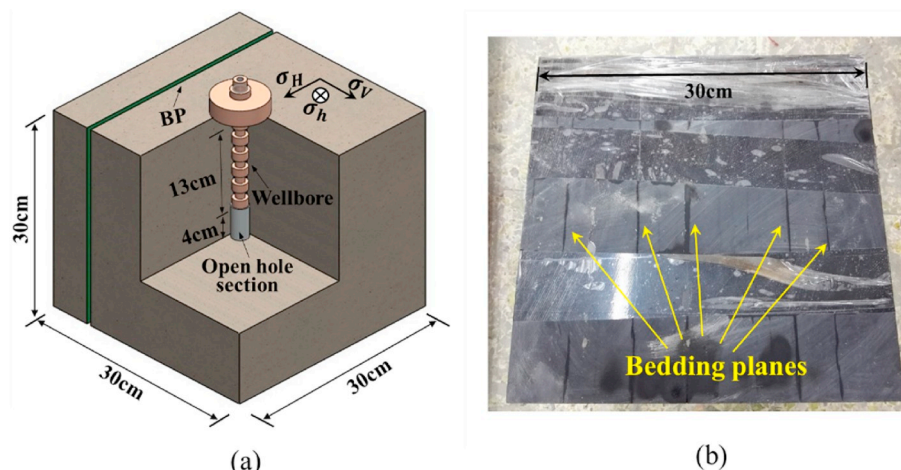 σH
σV
σh
BP
13cm
Wellbore
4cm
30cm
Open hole
section
30cm
30cm
(a)
30cm
Bedding planes
(b)